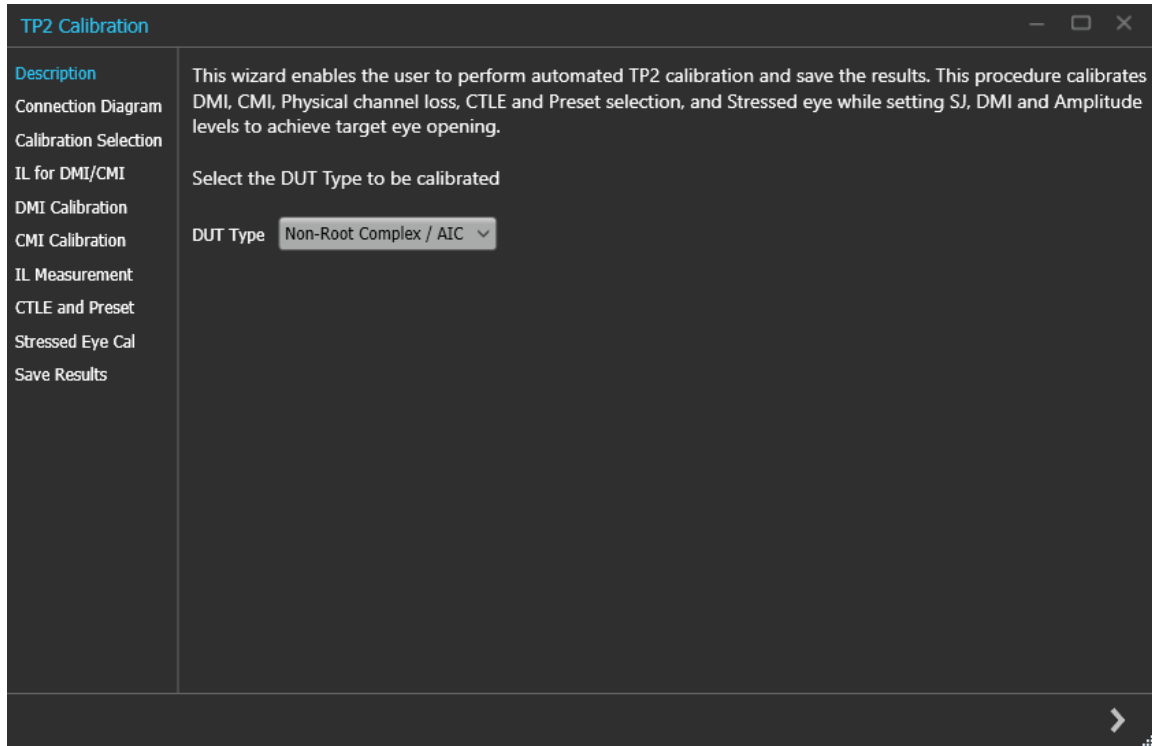 TP2 Calibration
Description
Connection Diagram
Calibration Selection
IL for DMI/CMI
DMI Calibration
CMI Calibration
IL Measurement
CTLE and Preset
Stressed Eye Cal
Save Results
This wizard enables the user to perform automated TP2 calibration and save the results. This procedure calibrates
DMI, CMI, Physical channel loss, CTLE and Preset selection, and Stressed eye while setting SJ, DMI and Amplitude
levels to achieve target eye opening.
Select the DUT Type to be calibrated
DUT Type Non-Root Complex / AIC